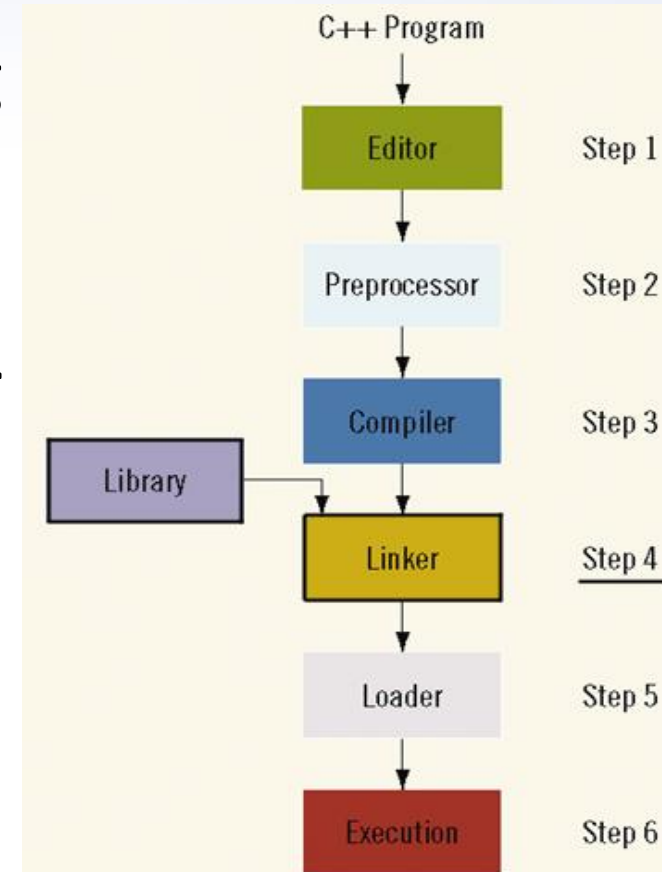 C++ Program
Editor
Step 1
Preprocessor
Step 2
Compiler
Step 3
Library
Linker
Step 4
Loader
Step 5
Execution
Step 6